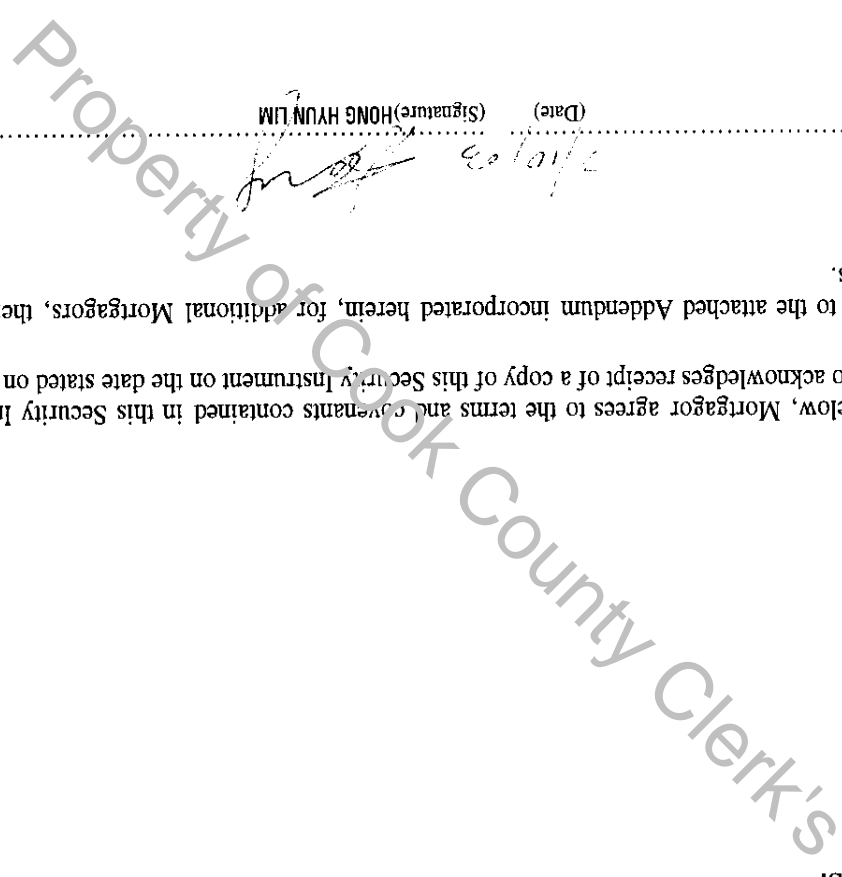 elow, Mortgagor agrees to the terms and covenants contained in this Security I
o acknowledges receipt of a copy of this Security Instrument on the date stated on
to the attached Addendum incorporated herein, for additional Mortgagors, the
s.
(Date) (Signature)HONG HYUN LIM
Property of Cook County Clerk's